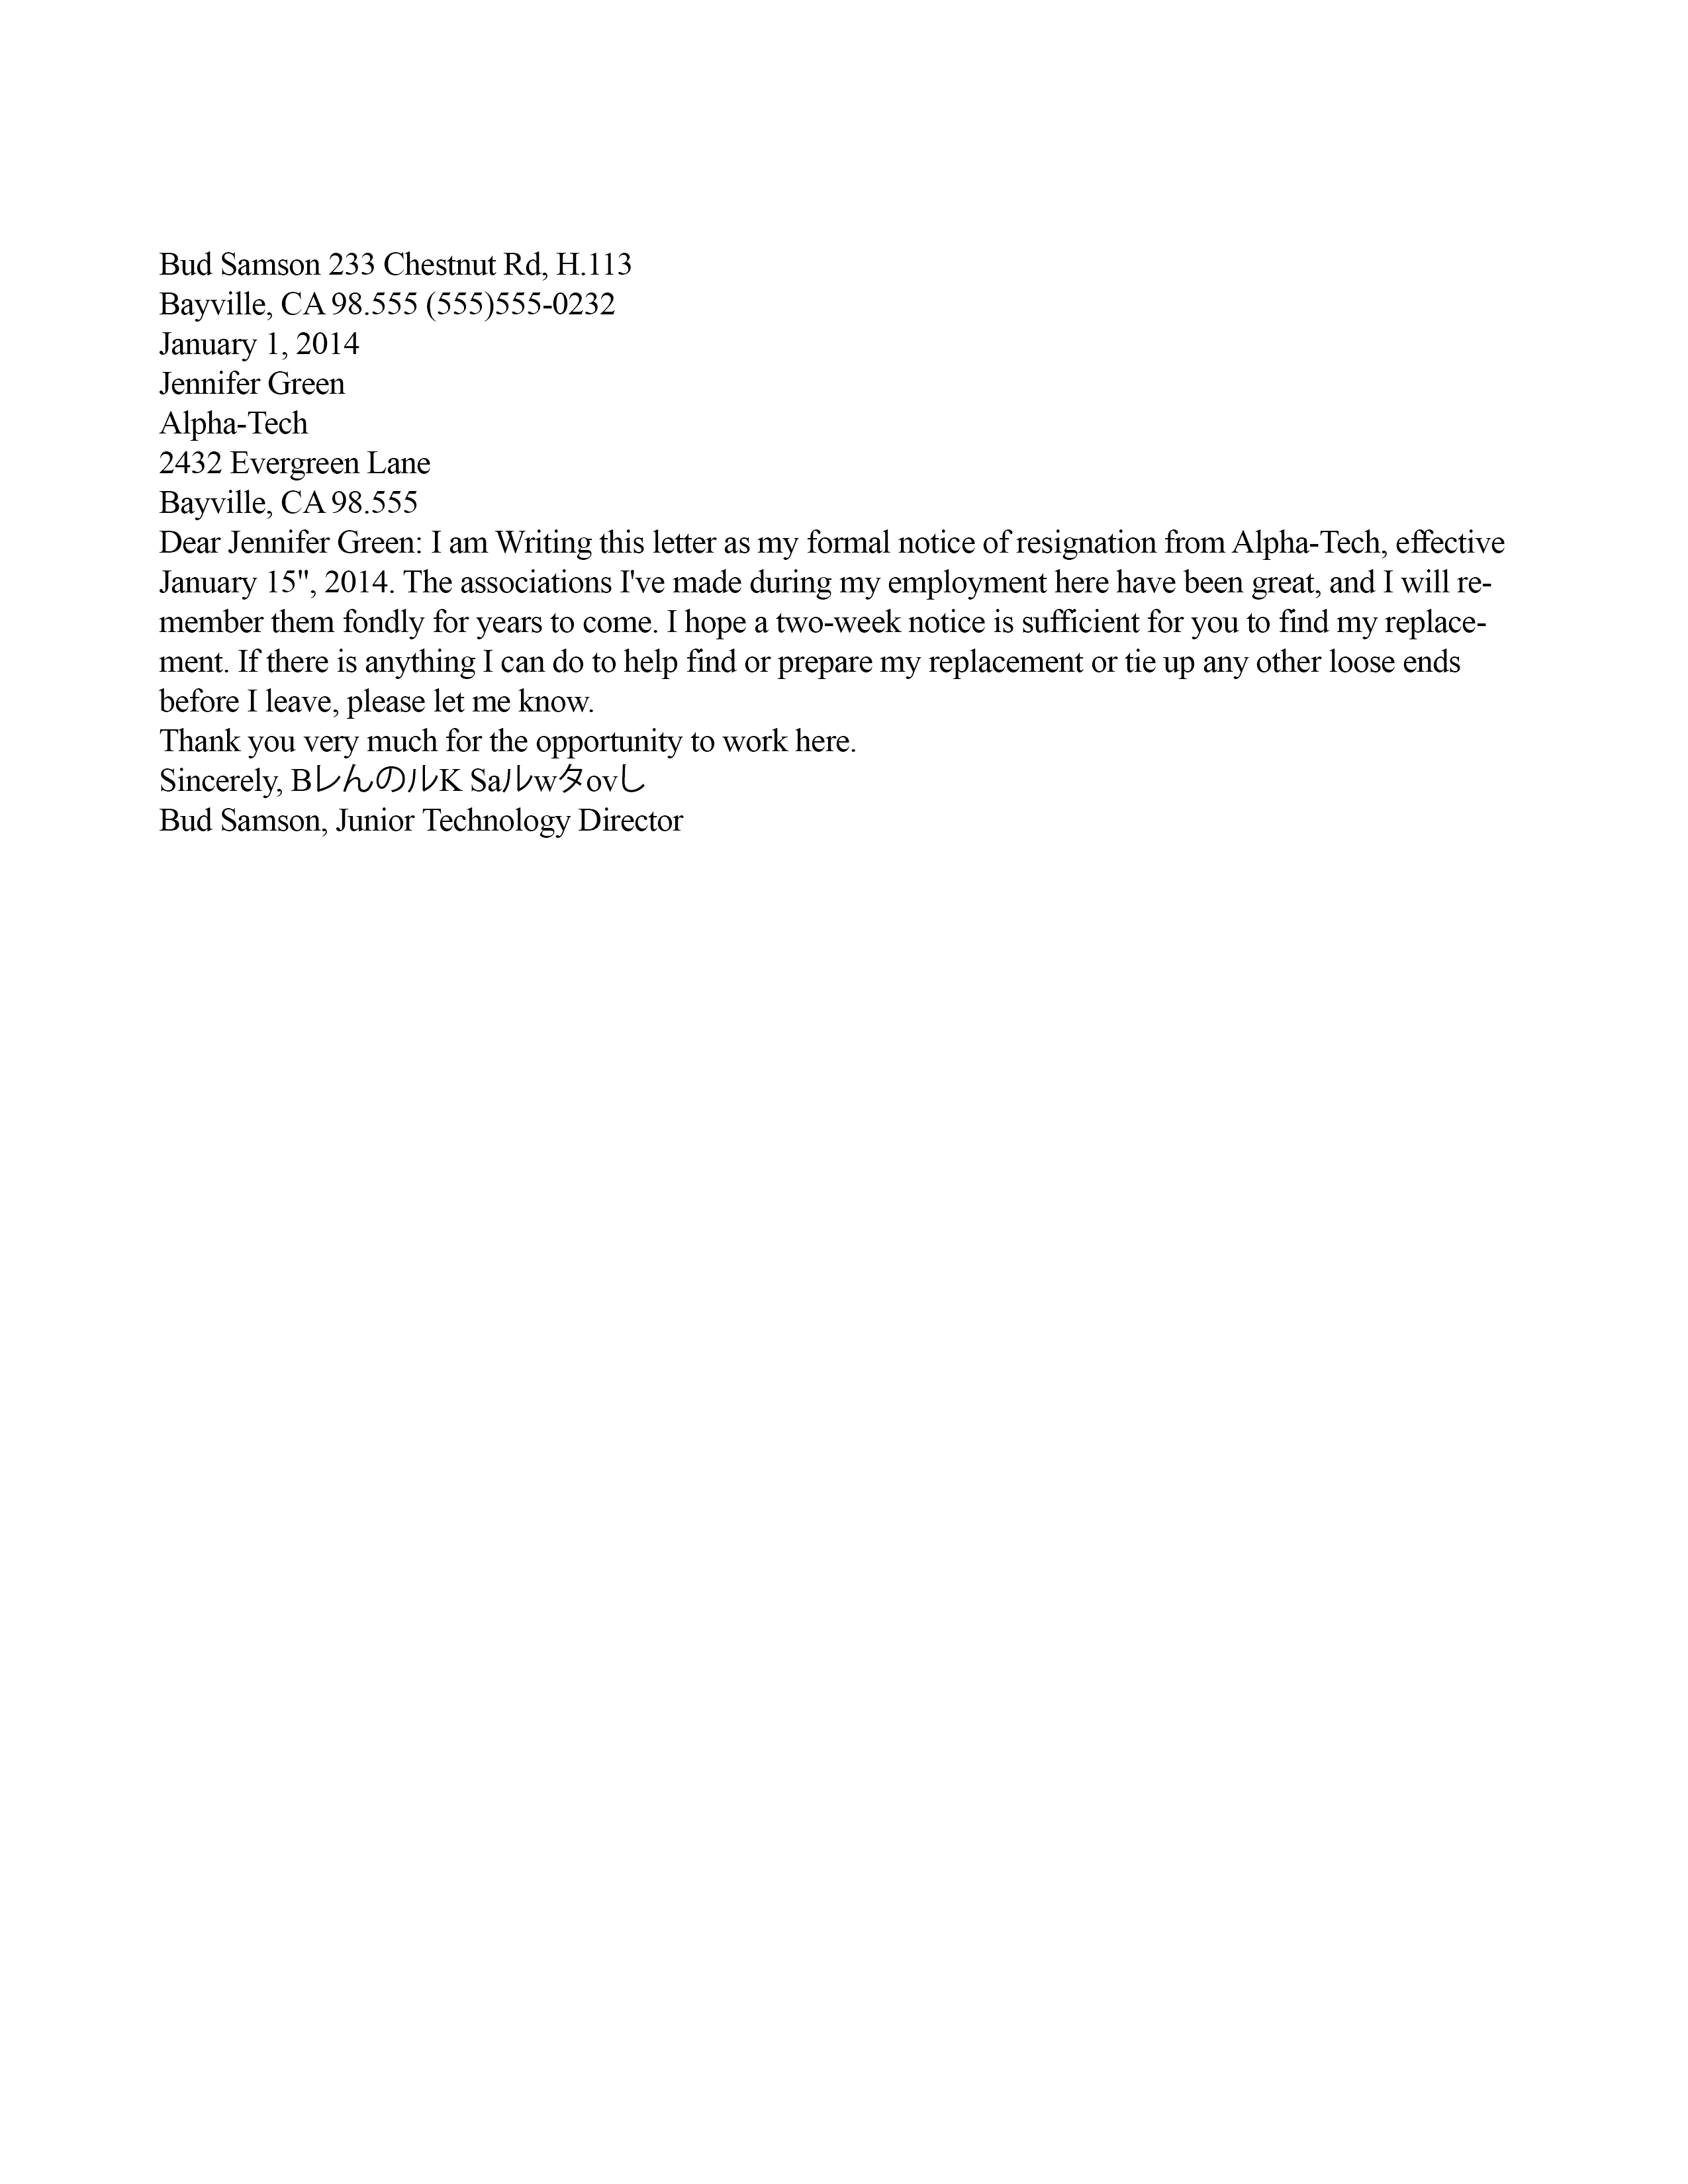 Bud Samson 233 Chestnut Rd, H.113
Bayville, CA 98.555 (555)555-0232
January 1, 2014
Jennifer Green
Alpha-Tech
2432 Evergreen Lane
Bayville, CA 98.555
Dear Jennifer Green: I am Writing this letter as my formal notice of resignation from Alpha-Tech, effective
January 15", 2014. The associations I've made during my employment here have been great, and I will re-
member them fondly for years to come. I hope a two-week notice is sufficient for you to find my replace-
ment. If there is anything I can do to help find or prepare my replacement or tie up any other loose ends
before I leave, please let me know.
Thank you very much for the opportunity to work here.
Sincerely, BレんのルK SaルwタovL
Bud Samson, Junior Technology Director